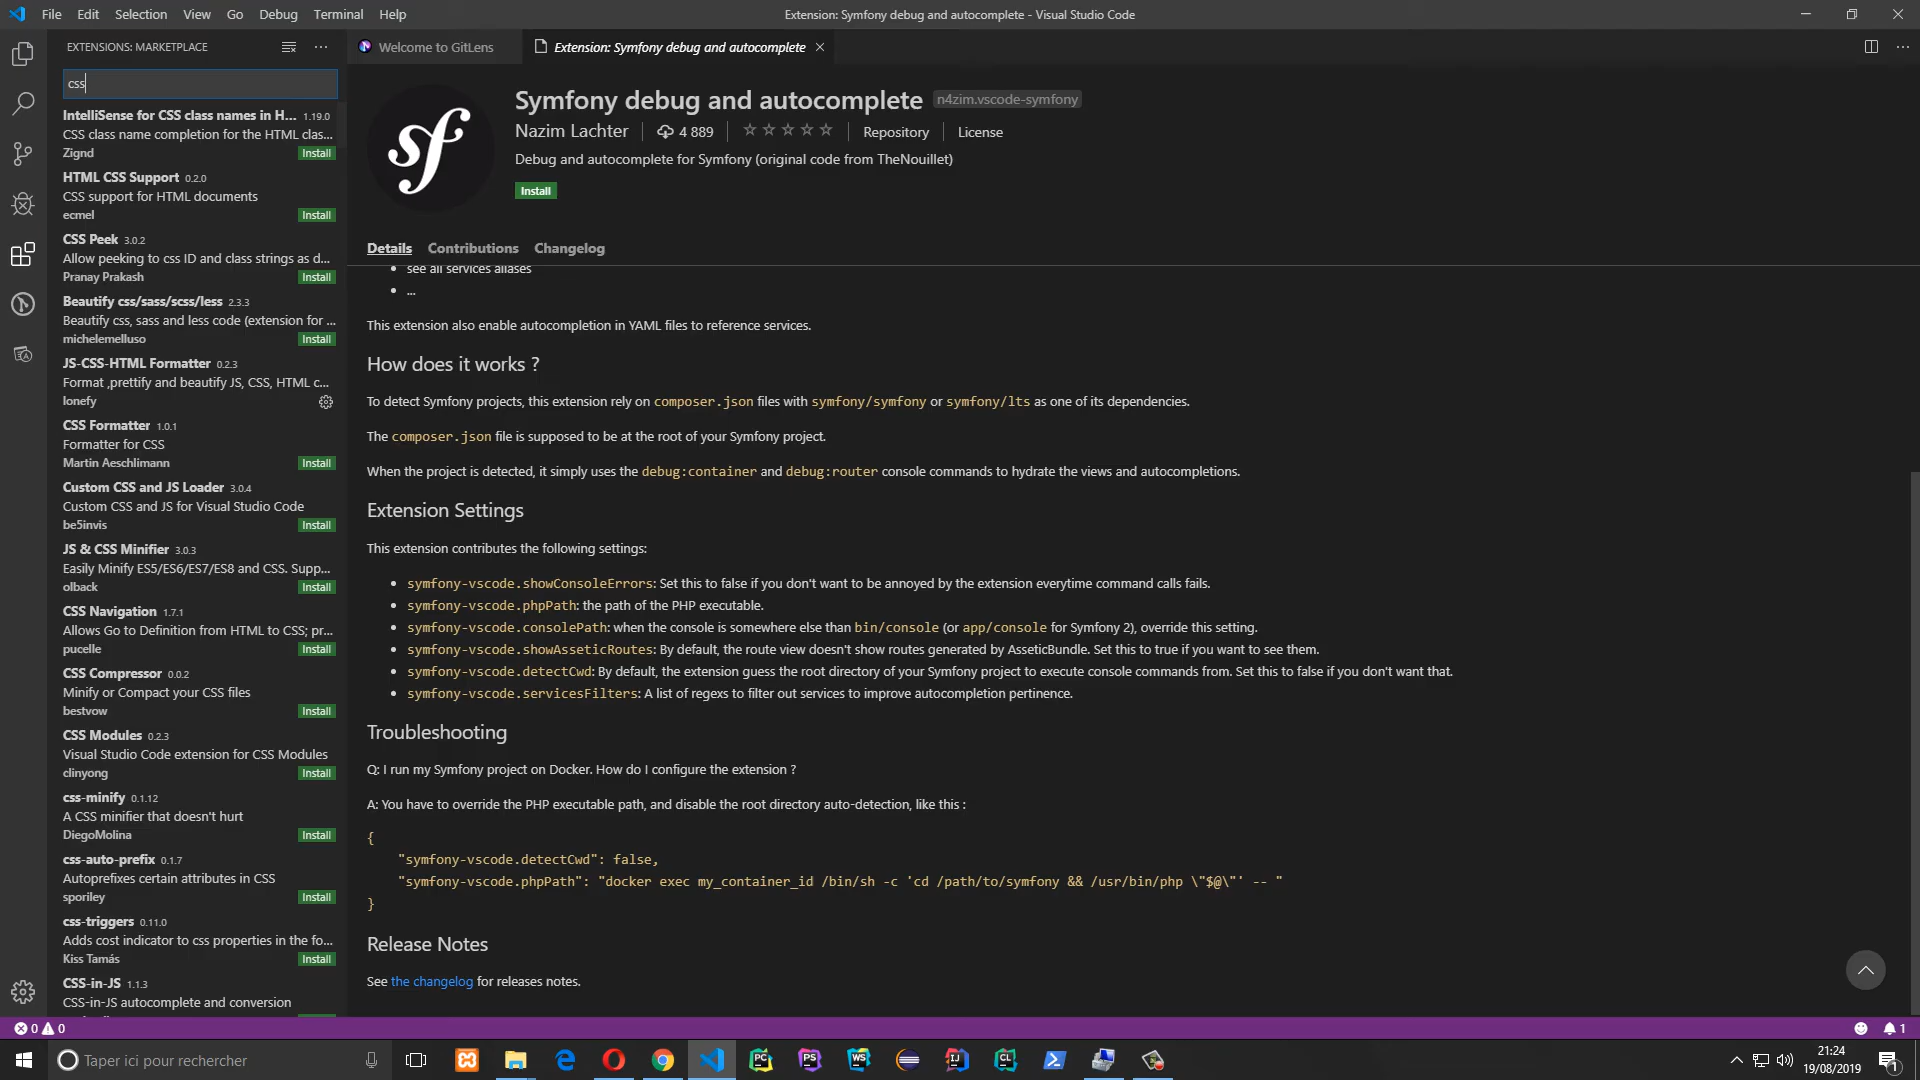 File Edit Selection View Go Debug Terminal Help
Extension: Symfony debug and autocomplete - Visual Studio Code
EXTENSIONS: MARKETPLACE
css
IntelliSense for CSS class names in H... 1.19.0
CSS class name completion for the HTML clas...
Zignd Install
HTML CSS Support 0.2.0
CSS support for HTML documents
ecmel Install
CSS Peek 3.0.2
Allow peeking to css ID and class strings as d...
Pranay Prakash Install
Beautify css/sass/scss/less 2.3.3
Beautify css, sass and less code (extension for ...
michelemelluso Install
JS-CSS-HTML Formatter 0.2.3
Format ,prettify and beautify JS, CSS, HTML c...
lonefy
CSS Formatter 1.0.1
Formatter for CSS
Martin Aeschlimann Install
Custom CSS and JS Loader 3.0.4
Custom CSS and JS for Visual Studio Code
be5invis Install
JS & CSS Minifier 3.0.3
Easily Minify ES5/ES6/ES7/ES8 and CSS. Supp...
olback Install
CSS Navigation 1.7.1
Allows Go to Definition from HTML to CSS; pr...
pucelle Install
CSS Compressor 0.0.2
Minify or Compact your CSS files
bestvow Install
CSS Modules 0.2.3
Visual Studio Code extension for CSS Modules
clinyong Install
css-minify 0.1.12
A CSS minifier that doesn't hurt
DiegoMolina Install
css-auto-prefix 0.1.7
Autoprefixes certain attributes in CSS
sporiley Install
css-triggers 0.11.0
Adds cost indicator to css properties in the fo...
Kiss Tamás Install
CSS-in-JS 1.1.3
CSS-in-JS autocomplete and conversion
Welcome to GitLens
Extension: Symfony debug and autocomplete
Symfony debug and autocomplete n4zim.vscode-symfony
Nazim Lachter 4 889 Repository License
Debug and autocomplete for Symfony (original code from TheNouillet)
Install
Details Contributions Changelog
see all services aliases
...
This extension also enable autocompletion in YAML files to reference services.
How does it works ?
To detect Symfony projects, this extension rely on composer.json files with symfony/symfony or symfony/lts as one of its dependencies.
The composer.json file is supposed to be at the root of your Symfony project.
When the project is detected, it simply uses the debug:container and debug:router console commands to hydrate the views and autocompletions.
Extension Settings
This extension contributes the following settings:
symfony-vscode.showConsoleErrors: Set this to false if you don't want to be annoyed by the extension everytime command calls fails.
symfony-vscode.phpPath: the path of the PHP executable.
symfony-vscode.consolePath: when the console is somewhere else than bin/console (or app/console for Symfony 2), override this setting.
symfony-vscode.showAsseticRoutes: By default, the route view doesn't show routes generated by AsseticBundle. Set this to true if you want to see them.
symfony-vscode.detectCwd: By default, the extension guess the root directory of your Symfony project to execute console commands from. Set this to false if you don't want that.
symfony-vscode.servicesFilters: A list of regexs to filter out services to improve autocompletion pertinence.
Troubleshooting
Q: I run my Symfony project on Docker. How do I configure the extension ?
A: You have to override the PHP executable path, and disable the root directory auto-detection, like this :
{
"symfony-vscode.detectCwd": false,
"symfony-vscode.phpPath": "docker exec my_container_id /bin/sh -c 'cd /path/to/symfony && /usr/bin/php \"$@\"' -- "
}
Release Notes
See the changelog for releases notes.
0 0 1
Taper ici pour rechercher
PC PS WS IJ CL
21:24
19/08/2019
1